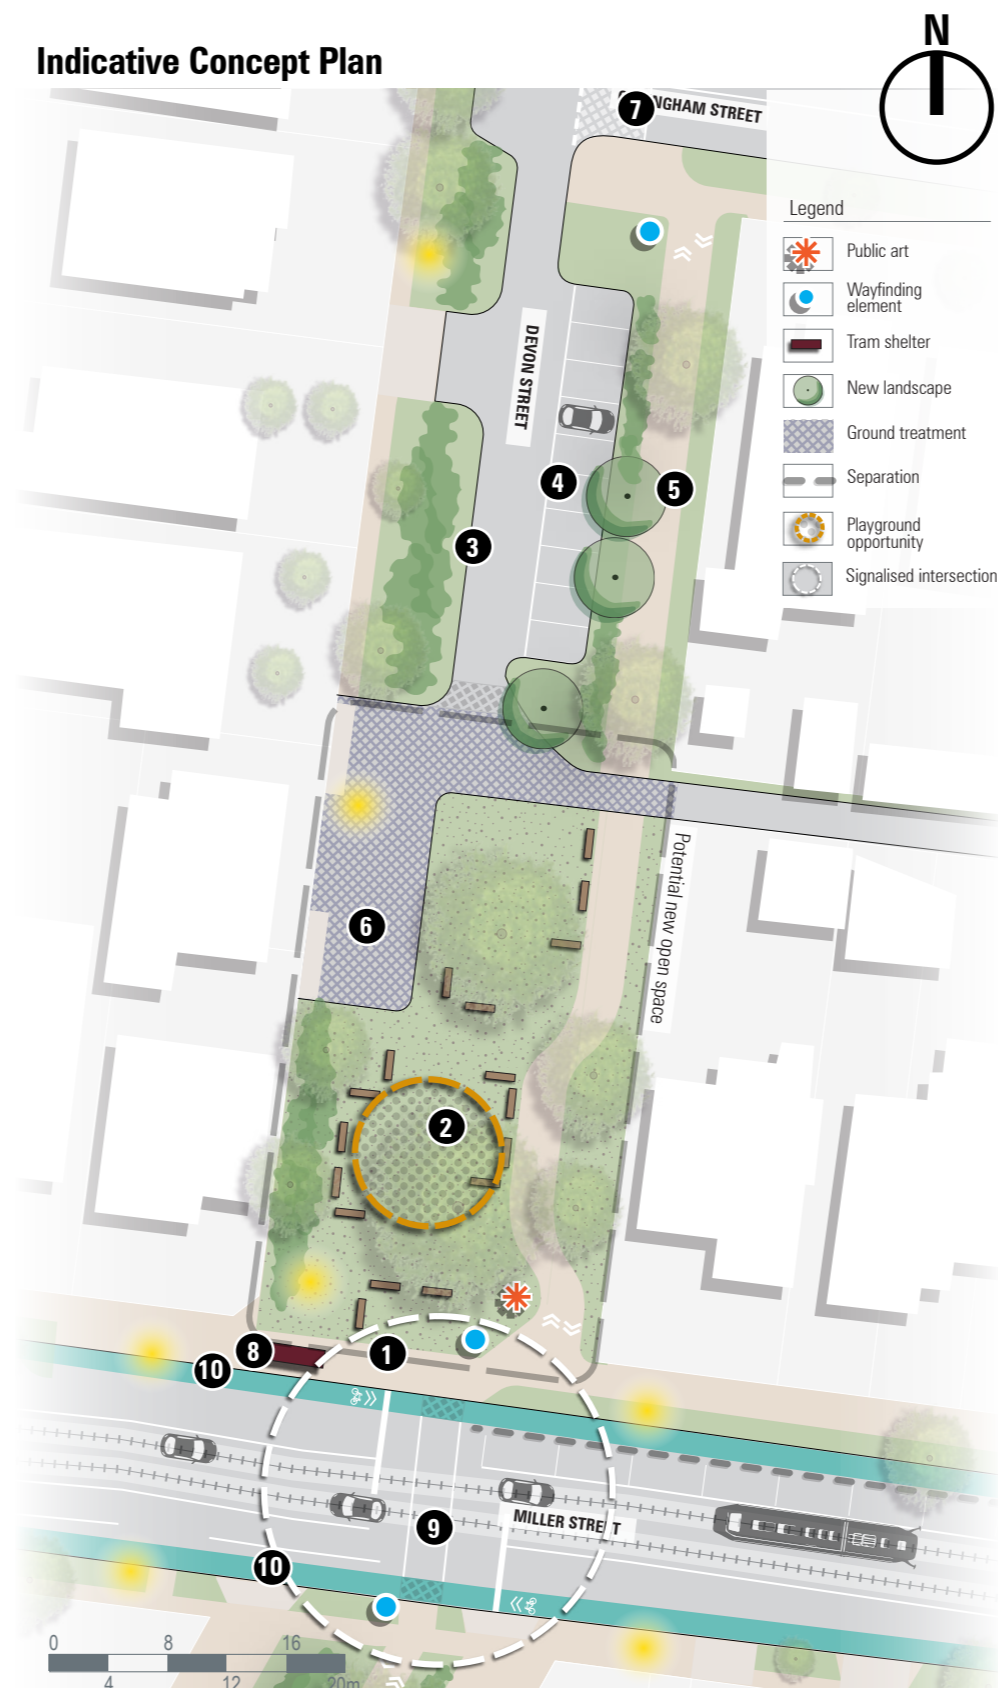 Indicative Concept Plan
N
7
NGHAM STREET
Legend
Public art
Wayfinding
element
Tram shelter
New landscape
Ground treatment
Separation
Playground
opportunity
Signalised intersection
DEVON STREET
4
5
3
Potential new open space
6
2
1
8
10
9
MILLER STREET
10
0 8 16
4 12 20m